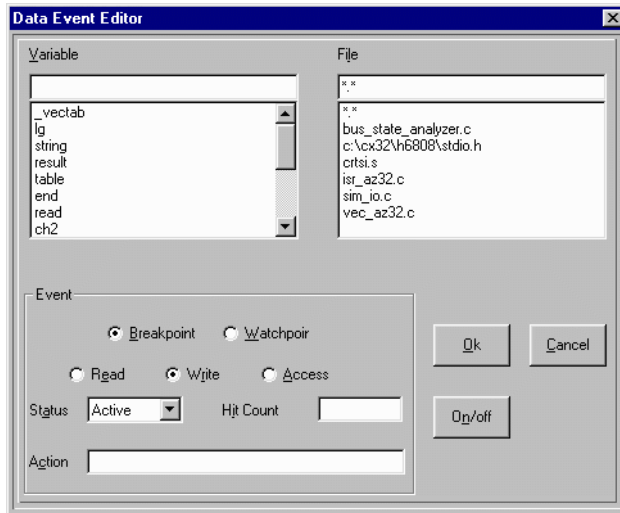 Data Event Editor
Variable File
*.*
_vectab
lg
string
result
table
end
read
ch2
*.*
bus_state_analyzer.c
c:\cx32\h6808\stdio.h
crtsi.s
isr_az32.c
sim_io.c
vec_az32.c
Event
Breakpoint Watchpoir
Read Write Access
Status Active Hit Count
Action
Ok Cancel
On/off